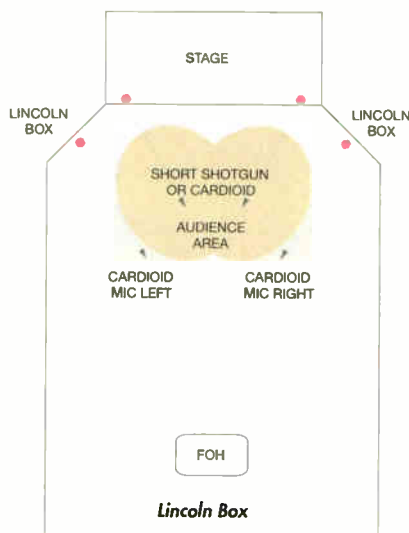 STAGE
LINCOLN
BOX
LINCOLN
BOX
SHORT SHOTGUN
OR CARDIOID
AUDIENCE
AREA
CARDIOID
MIC LEFT
CARDIOID
MIC RIGHT
FOH
Lincoln Box